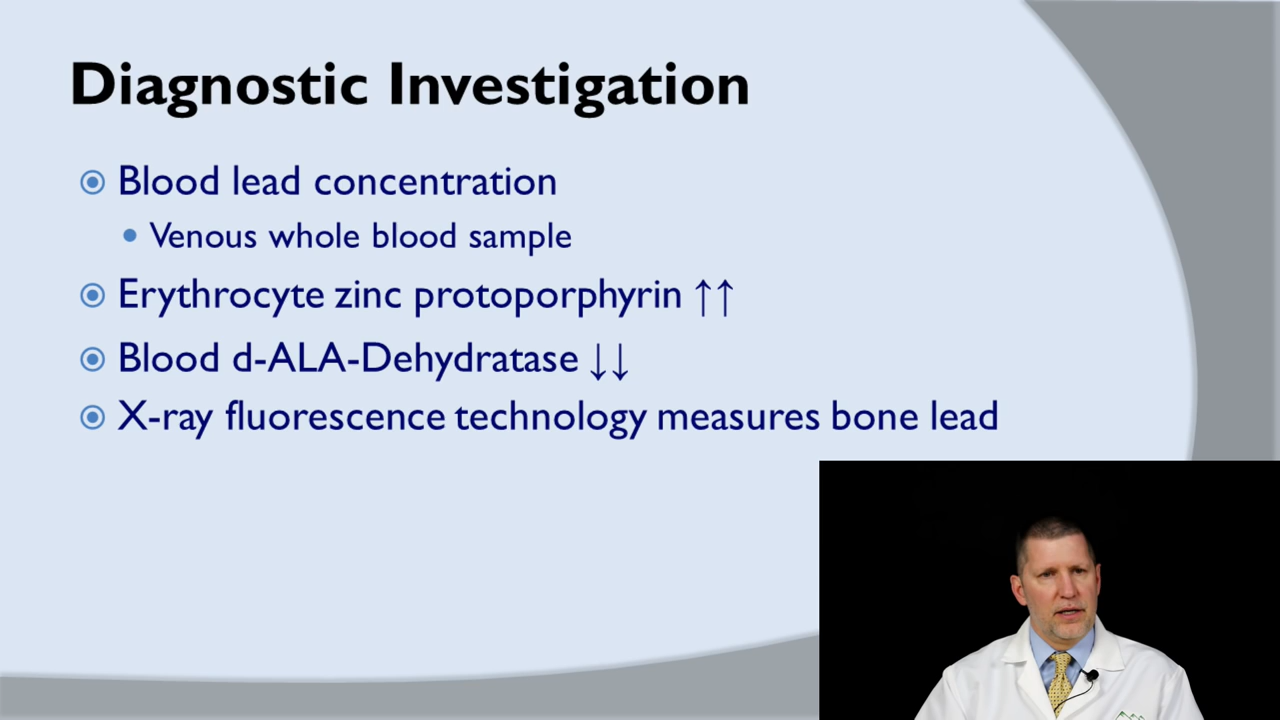 Diagnostic Investigation
Blood lead concentration
Venous whole blood sample
Erythrocyte zinc protoporphyrin ↑↑
Blood d-ALA-Dehydratase ↓↓
X-ray fluorescence technology measures bone lead